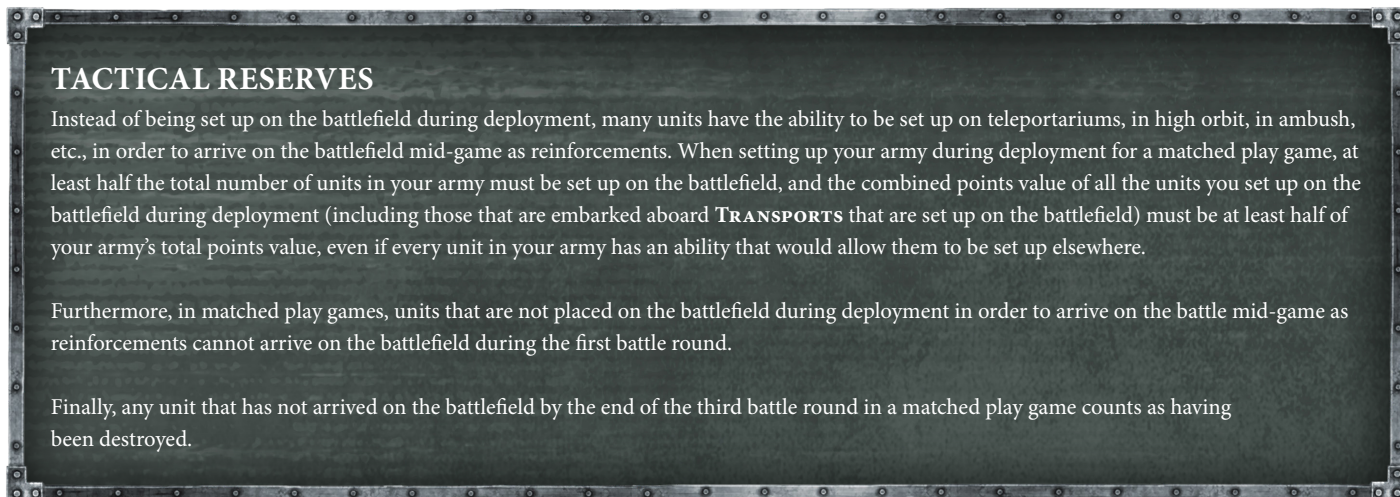 TACTICAL RESERVES
Instead of being set up on the battlefield during deployment, many units have the ability to be set up on teleportariums, in high orbit, in ambush,
etc., in order to arrive on the battlefield mid-game as reinforcements. When setting up your army during deployment for a matched play game, at
least half the total number of units in your army must be set up on the battlefield, and the combined points value of all the units you set up on the
battlefield during deployment (including those that are embarked aboard TRANSPORTS that are set up on the battlefield) must be at least half of
your army’s total points value, even if every unit in your army has an ability that would allow them to be set up elsewhere.
Furthermore, in matched play games, units that are not placed on the battlefield during deployment in order to arrive on the battle mid-game as
reinforcements cannot arrive on the battlefield during the first battle round.
Finally, any unit that has not arrived on the battlefield by the end of the third battle round in a matched play game counts as having
been destroyed.